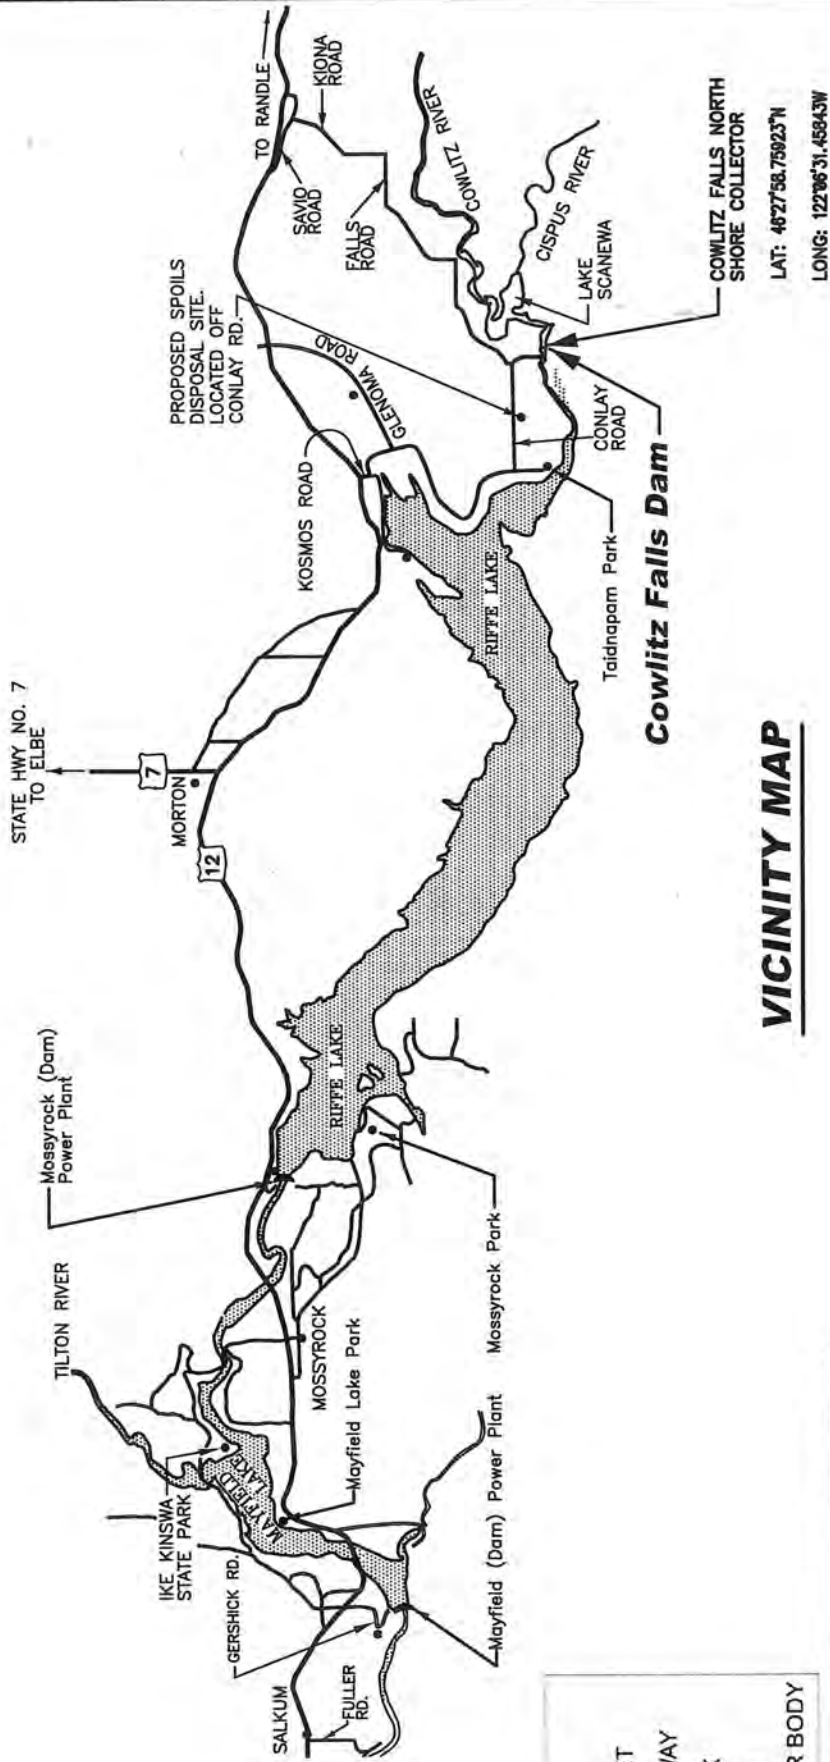 STATE HWY NO. 7
TO ELBE
7
MORTON
12
Mossyrock (Dam)
Power Plant
TILTON RIVER
IKE KINSWA
STATE PARK
GERSHICK RD.
SALKUM
FULLER
RD.
MAYFIELD
LAKE
MOSSYROCK
Mayfield Lake Park
Mayfield (Dam) Power Plant
Mossyrock Park
RIFFE LAKE
RIFFE LAKE
KOSMOS ROAD
PROPOSED SPOILS
DISPOSAL SITE.
LOCATED OFF
CONLAY RD.
GLENOMA ROAD
TO RANDLE
SAVIO
ROAD
KIONA
ROAD
FALLS
ROAD
COWLITZ RIVER
CISPUS RIVER
LAKE
SCANEWA
CONLAY
ROAD
Taidnapam Park
Cowlitz Falls Dam
COWLITZ FALLS NORTH
SHORE COLLECTOR
LAT: 46°27'58.75923"N
LONG: 122°06'31.45843W
VICINITY MAP
WAY
R BODY